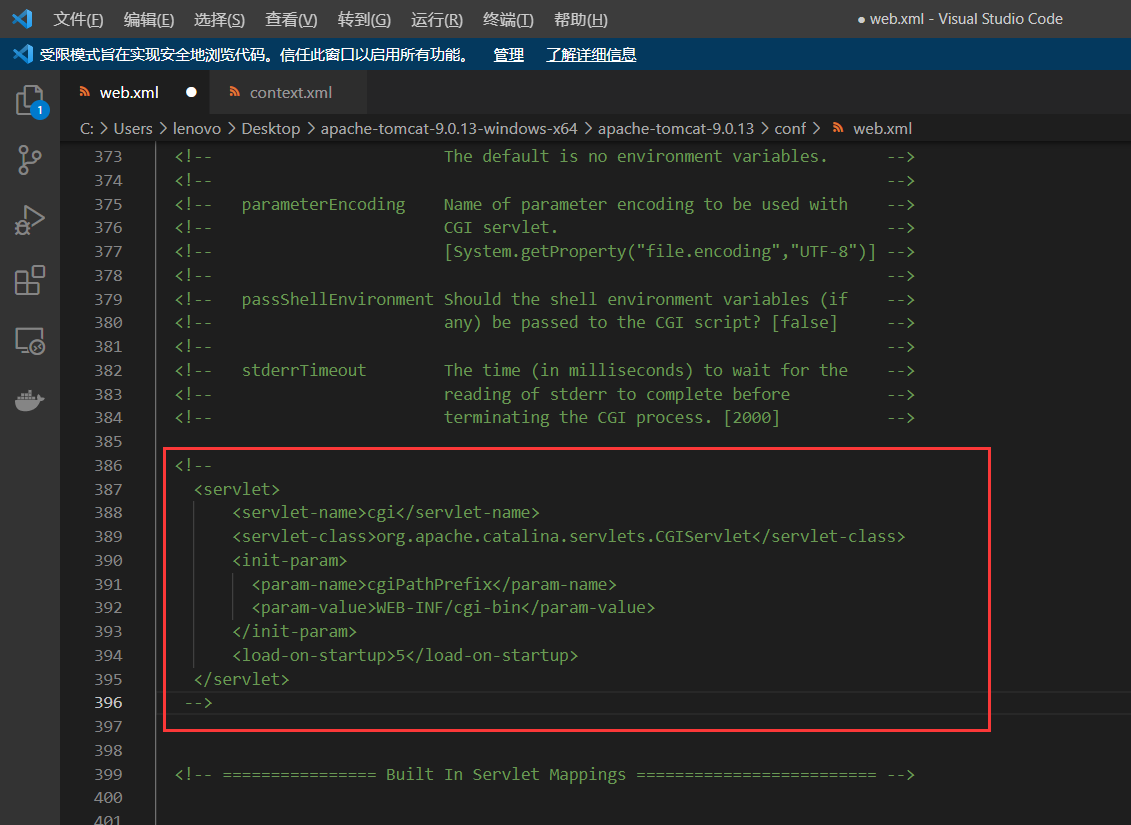 文件(F) 编辑(E) 选择(S) 查看(V) 转到(G) 运行(R) 终端(T) 帮助(H) ● web.xml - Visual Studio Code
受限模式旨在实现安全地浏览代码。信任此窗口以启用所有功能。 管理 了解详细信息
web.xml ● context.xml
1
C: > Users > lenovo > Desktop > apache-tomcat-9.0.13-windows-x64 > apache-tomcat-9.0.13 > conf > web.xml
373 <!-- The default is no environment variables. -->
374 <!-- -->
375 <!-- parameterEncoding Name of parameter encoding to be used with -->
376 <!-- CGI servlet. -->
377 <!-- [System.getProperty("file.encoding","UTF-8")] -->
378 <!-- -->
379 <!-- passShellEnvironment Should the shell environment variables (if -->
380 <!-- any) be passed to the CGI script? [false] -->
381 <!-- -->
382 <!-- stderrTimeout The time (in milliseconds) to wait for the -->
383 <!-- reading of stderr to complete before -->
384 <!-- terminating the CGI process. [2000] -->
385
386 <!--
387 <servlet>
388 <servlet-name>cgi</servlet-name>
389 <servlet-class>org.apache.catalina.servlets.CGIServlet</servlet-class>
390 <init-param>
391 <param-name>cgiPathPrefix</param-name>
392 <param-value>WEB-INF/cgi-bin</param-value>
393 </init-param>
394 <load-on-startup>5</load-on-startup>
395 </servlet>
396 -->
397
398
399 <!-- ================ Built In Servlet Mappings ========================= -->
400
401